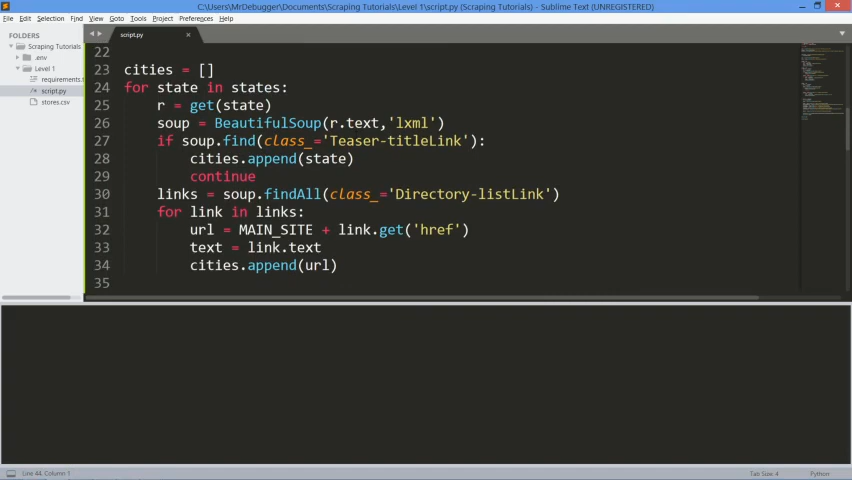 C:\Users\MrDebugger\Documents\Scraping Tutorials\Level 1\script.py (Scraping Tutorials) - Sublime Text (UNREGISTERED)
File Edit Selection Find View Goto Tools Project Preferences Help
FOLDERS
Scraping Tutorials
.env
Level 1
requirements.t
script.py
stores.csv
script.py
22
23 cities = []
24 for state in states:
25 r = get(state)
26 soup = BeautifulSoup(r.text,'lxml')
27 if soup.find(class_='Teaser-titleLink'):
28 cities.append(state)
29 continue
30 links = soup.findAll(class_='Directory-listLink')
31 for link in links:
32 url = MAIN_SITE + link.get('href')
33 text = link.text
34 cities.append(url)
35
Line 44, Column 1
Tab Size: 4
Python